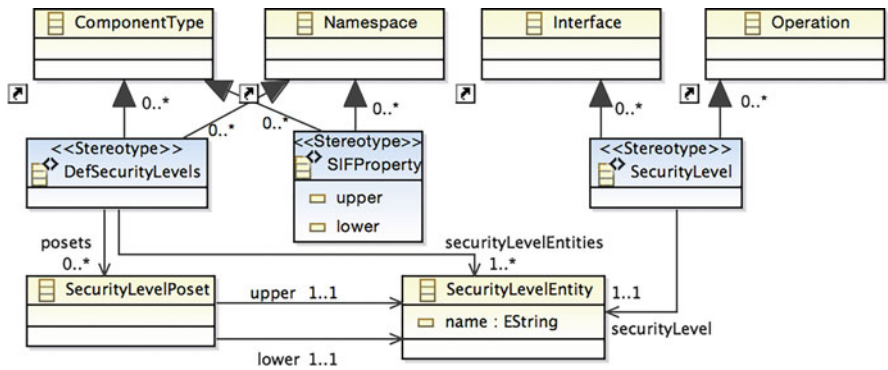 ComponentType
Namespace
Interface
Operation
0..*
0..*
0..*
0..*
0..*
0..*
<<Stereotype>>
DefSecurityLevels
<<Stereotype>>
SIFProperty
upper
lower
<<Stereotype>>
SecurityLevel
posets
0..*
securityLevelEntities
1..*
SecurityLevelPoset
upper 1..1
lower 1..1
SecurityLevelEntity
name : EString
1..1
securityLevel